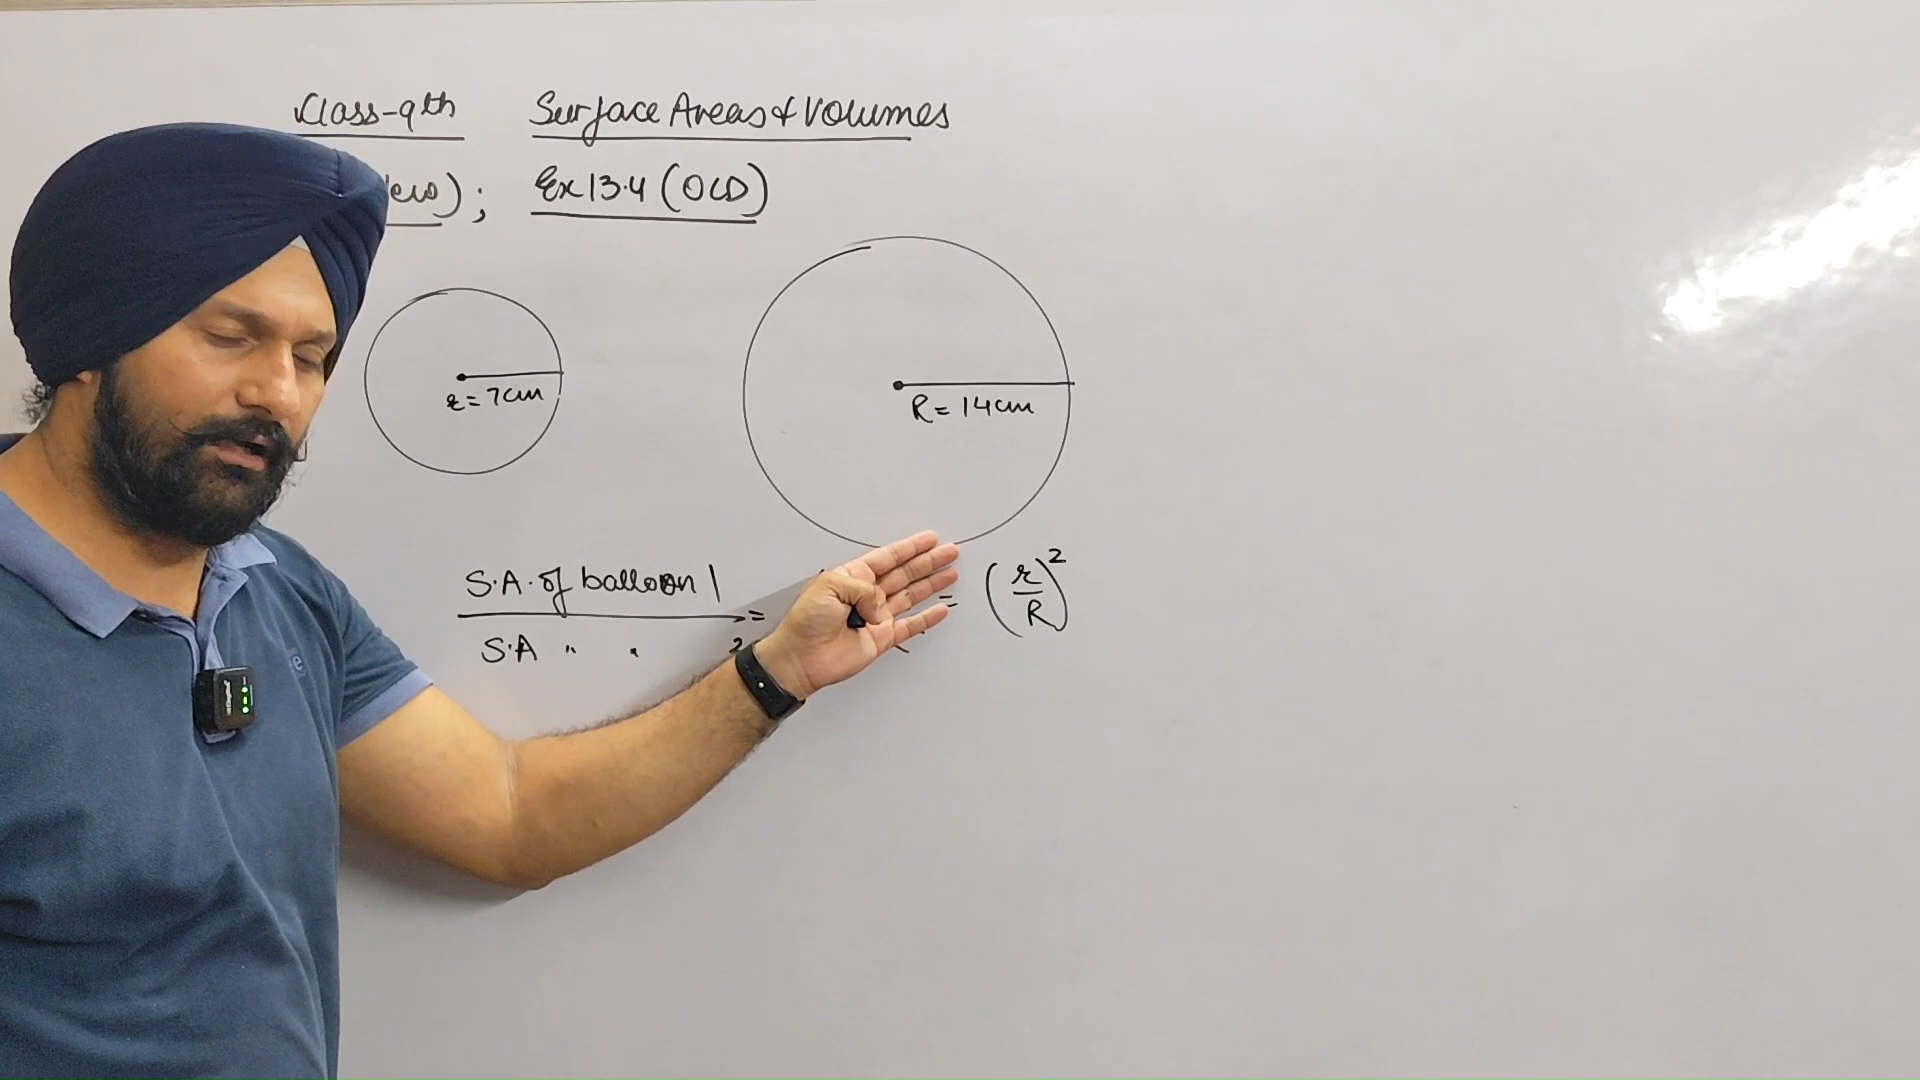 Class-9th Surface Areas & Volumes
); Ex 13.4 (OLD)
r = 7cm
R = 14cm
S.A. of balloon 1
S.A " " 2
=
= (r/R)²